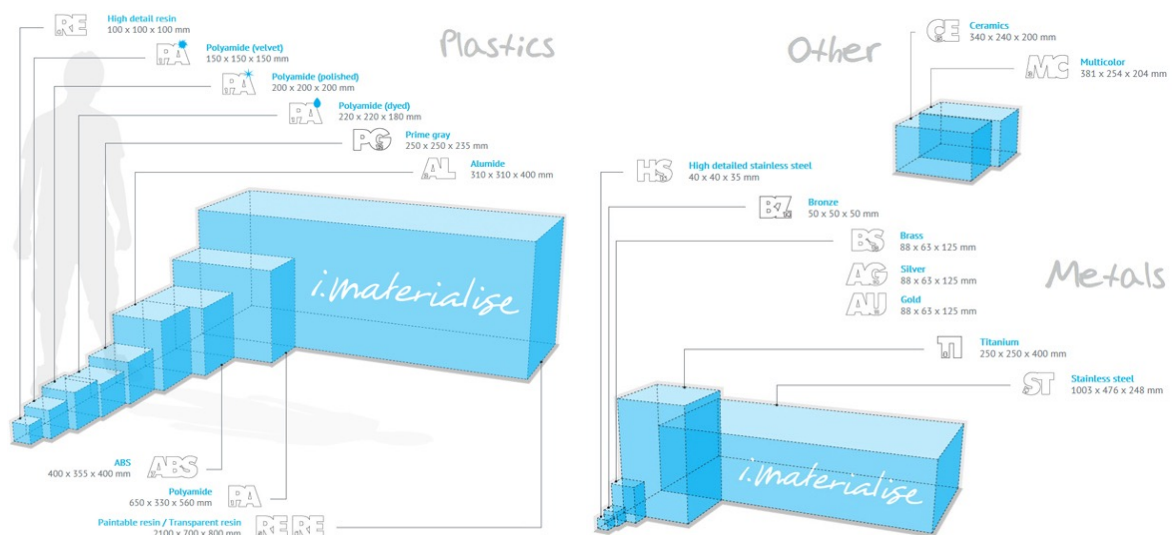 RE
High detail resin
100 x 100 x 100 mm
PA
Polyamide (velvet)
150 x 150 x 150 mm
PA
Polyamide (polished)
200 x 200 x 200 mm
PA
Polyamide (dyed)
220 x 220 x 180 mm
PG
Prime gray
250 x 250 x 235 mm
AL
Alumide
310 x 310 x 400 mm
Plastics
i.materialise
ABS
400 x 355 x 400 mm
ABS
Polyamide
650 x 330 x 560 mm
PA
Paintable resin / Transparent resin
2100 x 700 x 800 mm
RE RE
Other
CE
Ceramics
340 x 240 x 200 mm
MC
Multicolor
381 x 254 x 204 mm
HS
High detailed stainless steel
40 x 40 x 35 mm
BZ
Bronze
50 x 50 x 50 mm
BS
Brass
88 x 63 x 125 mm
AG
Silver
88 x 63 x 125 mm
AU
Gold
88 x 63 x 125 mm
Metals
TI
Titanium
250 x 250 x 400 mm
ST
Stainless steel
1003 x 476 x 248 mm
i.materialise